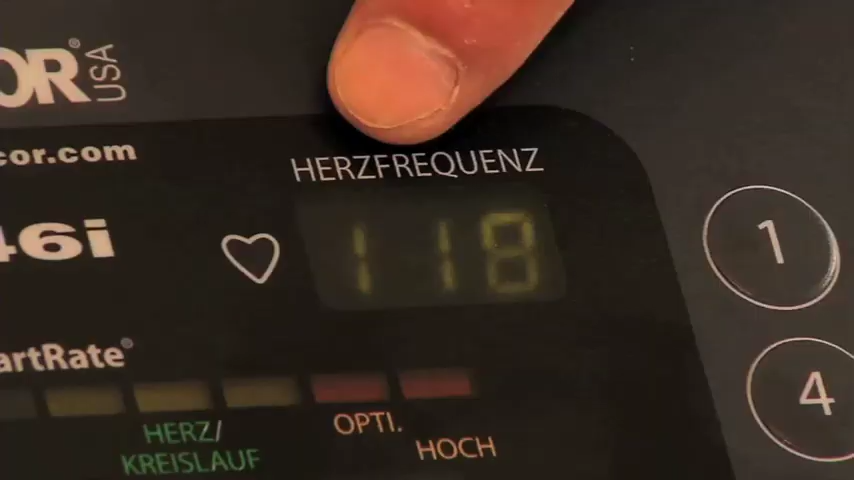 OR® USA
cor.com
HERZFREQUENZ
46i
118
1
artRate®
4
OPTI.
HERZ/
HOCH
KREISLAUF